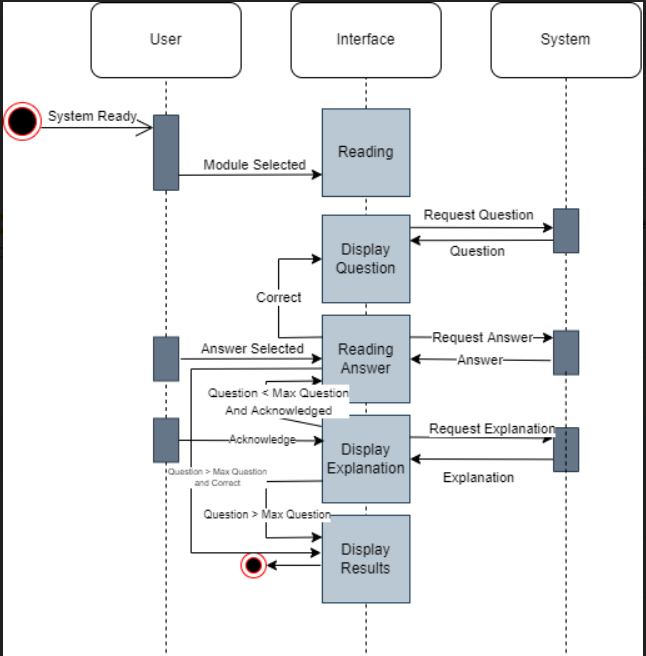 User
Interface
System
System Ready
Reading
Module Selected
Request Question
Display
Question
Question
Correct
Request Answer
Answer Selected
Reading
Answer
Answer
Question < Max Question
And Acknowledged
Request Explanation
Acknowledge
Display
Explanation
Question > Max Question
and Correct
Explanation
Question > Max Question
Display
Results